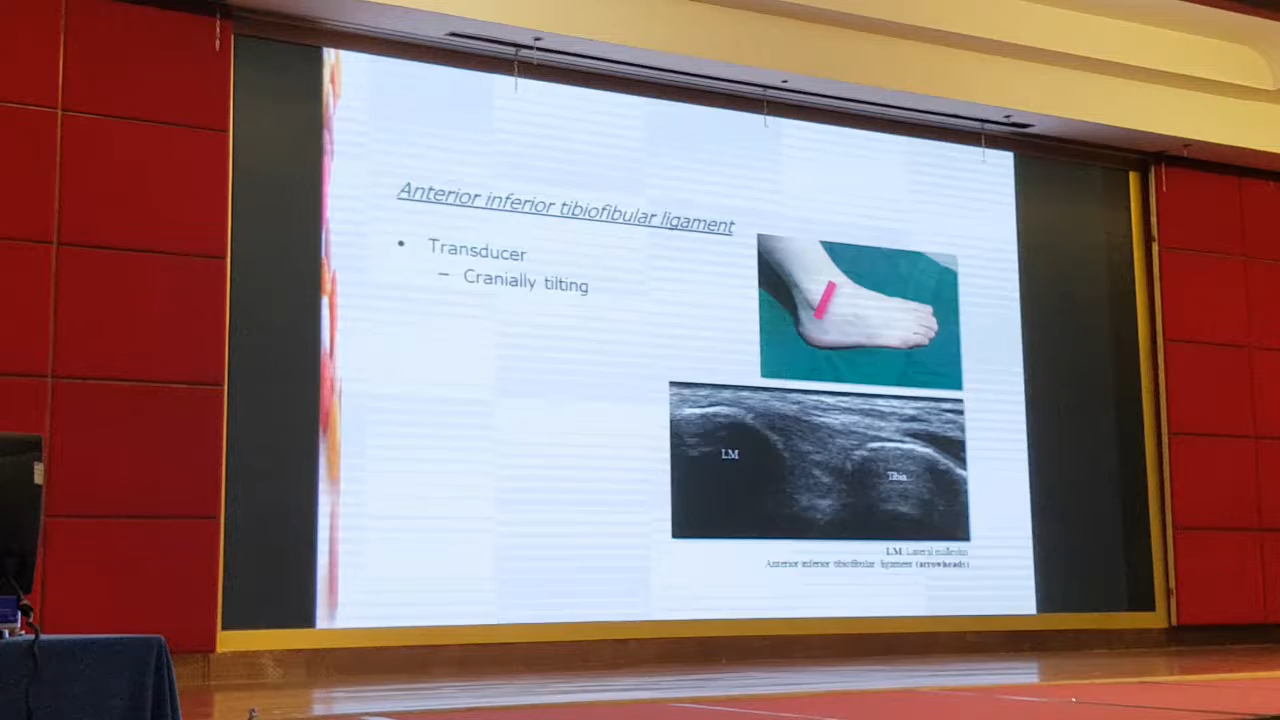 Anterior inferior tibiofibular ligament
• Transducer
– Cranially tilting
LM
Tibia
LM: Lateral malleolus
Anterior inferior tibiofibular ligament (arrowheads)